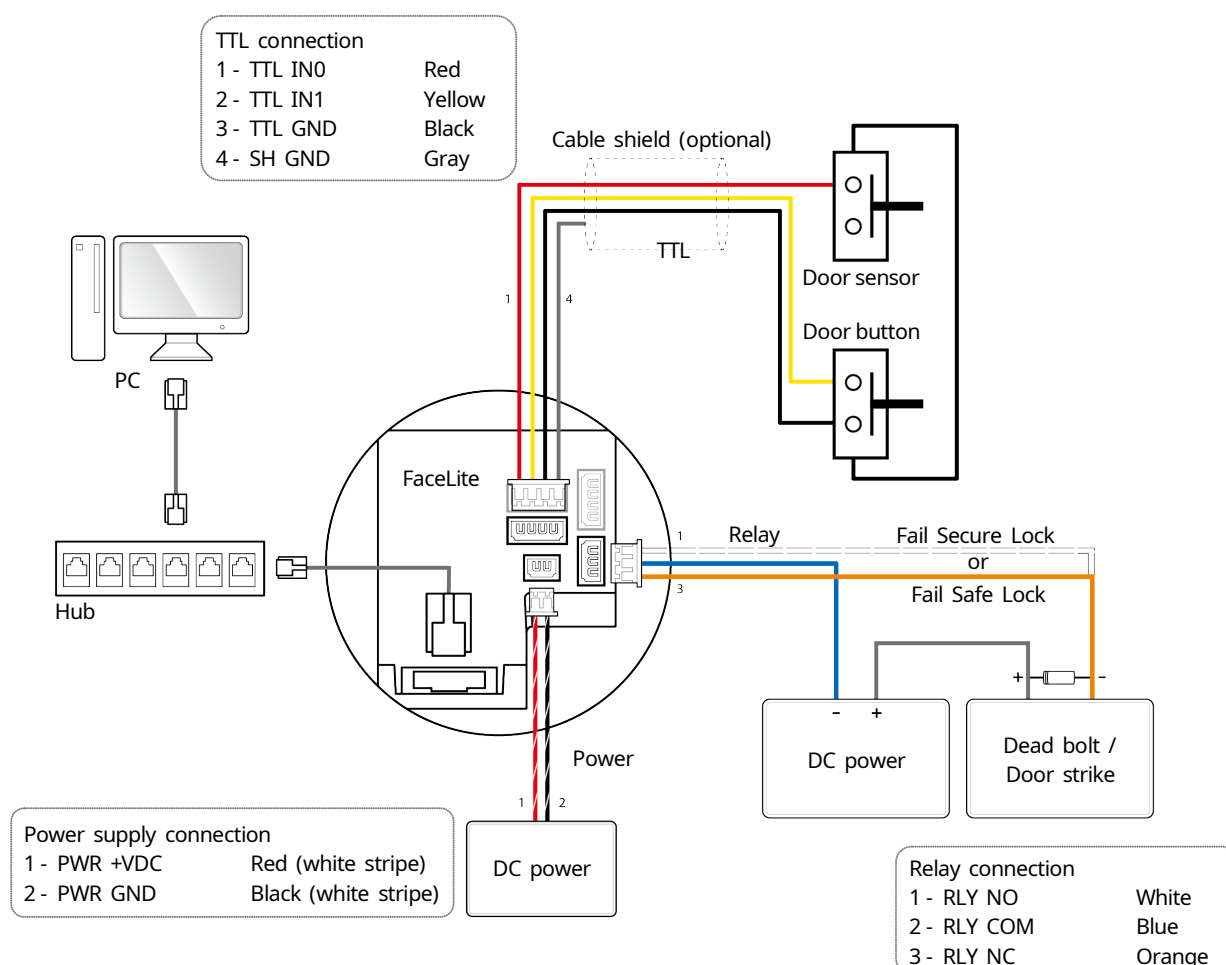 TTL connection
1 - TTL IN0 Red
2 - TTL IN1 Yellow
3 - TTL GND Black
4 - SH GND Gray
Cable shield (optional)
TTL
1
4
Door sensor
Door button
PC
FaceLite
Hub
1
Relay
Fail Secure Lock
or
3
Fail Safe Lock
+
-
- +
DC power
Dead bolt /
Door strike
Power
1
2
DC power
Power supply connection
1 - PWR +VDC Red (white stripe)
2 - PWR GND Black (white stripe)
Relay connection
1 - RLY NO White
2 - RLY COM Blue
3 - RLY NC Orange